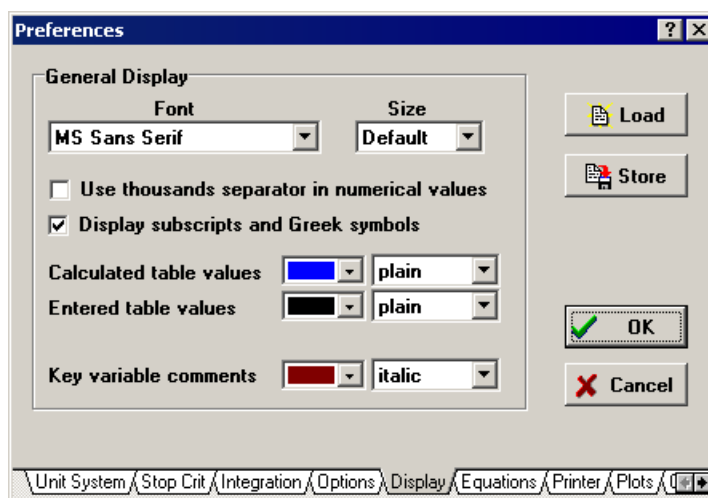 Preferences
General Display
Font Size
MS Sans Serif Default
Load
Store
Use thousands separator in numerical values
Display subscripts and Greek symbols
Calculated table values plain
Entered table values plain
Key variable comments italic
OK
Cancel
Unit System Stop Crit Integration Options Display Equations Printer Plots